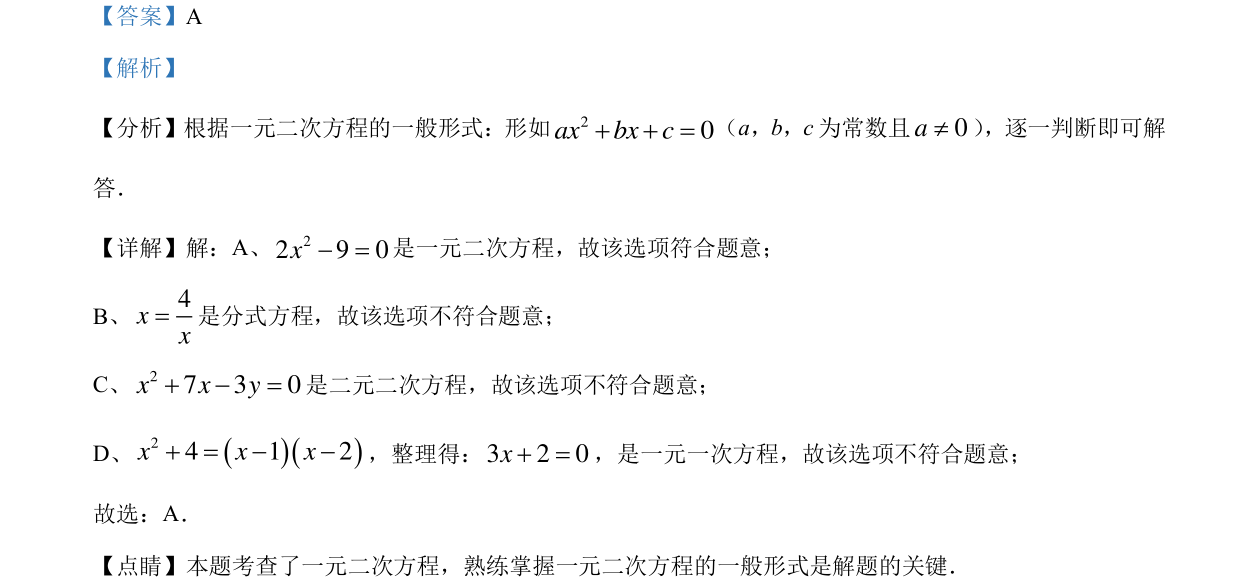 【答案】A
【解析】
【分析】根据一元二次方程的一般形式：形如 $ax^2+bx+c=0$（a，b，c 为常数且 $a\neq 0$），逐一判断即可解
答．
【详解】解：A、$2x^2-9=0$ 是一元二次方程，故该选项符合题意；
B、$x=\frac{4}{x}$ 是分式方程，故该选项不符合题意；
C、$x^2+7x-3y=0$ 是二元二次方程，故该选项不符合题意；
D、$x^2+4=(x-1)(x-2)$，整理得：$3x+2=0$，是一元一次方程，故该选项不符合题意；
故选：A．
【点睛】本题考查了一元二次方程，熟练掌握一元二次方程的一般形式是解题的关键．